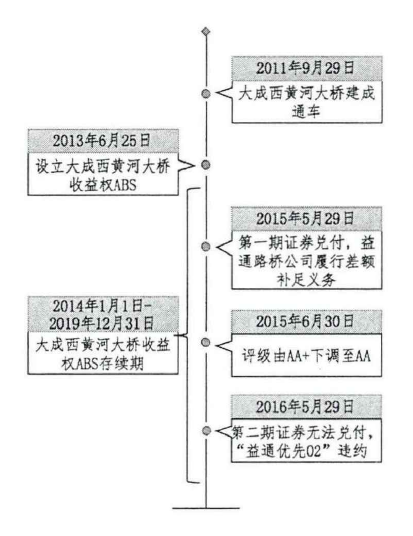 2011年9月29日
大成西黄河大桥建成
通车
2013年6月25日
设立大成西黄河大桥
收益权ABS
2015年5月29日
第一期证券兑付，益
通路桥公司履行差额
补足义务
2014年1月1日-
2019年12月31日
大成西黄河大桥收益
权ABS存续期
2015年6月30日
评级由AA+下调至AA
2016年5月29日
第二期证券无法兑付，
“益通优先02”违约